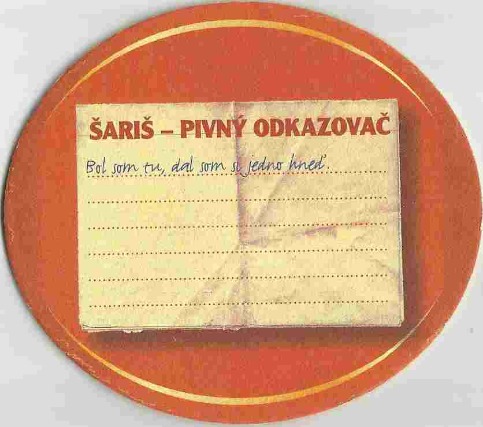 ŠARIŠ – PIVNÝ ODKAZOVAČ
Bol som tu, dal som si jedno hneď.